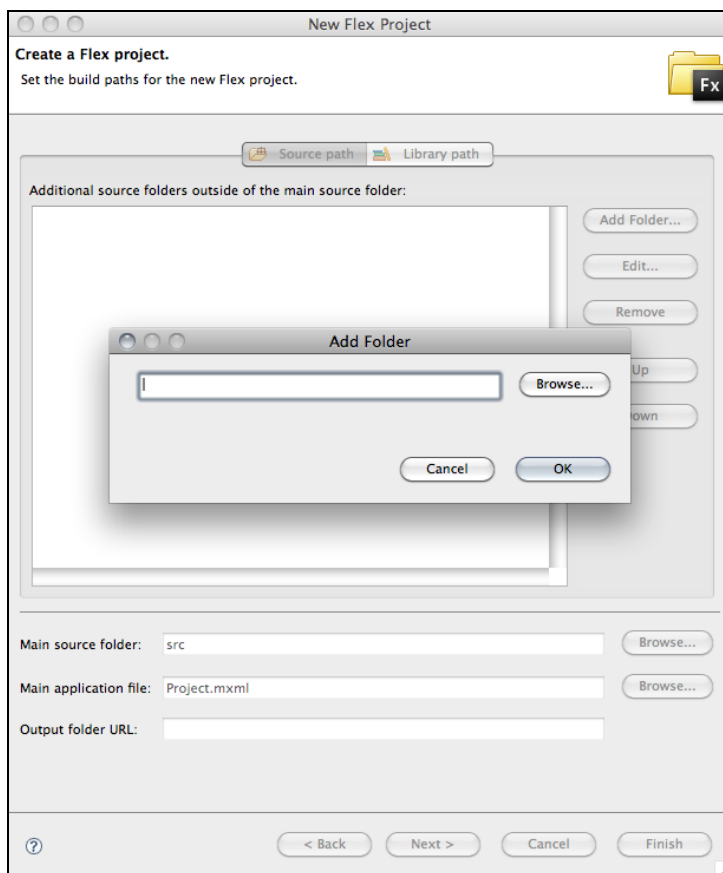 New Flex Project
Create a Flex project.
Set the build paths for the new Flex project.
Fx
Source path Library path
Additional source folders outside of the main source folder:
Add Folder...
Edit...
Remove
Add Folder
Up
Browse...
own
Cancel OK
Main source folder: src Browse...
Main application file: Project.mxml Browse...
Output folder URL:
? < Back Next > Cancel Finish